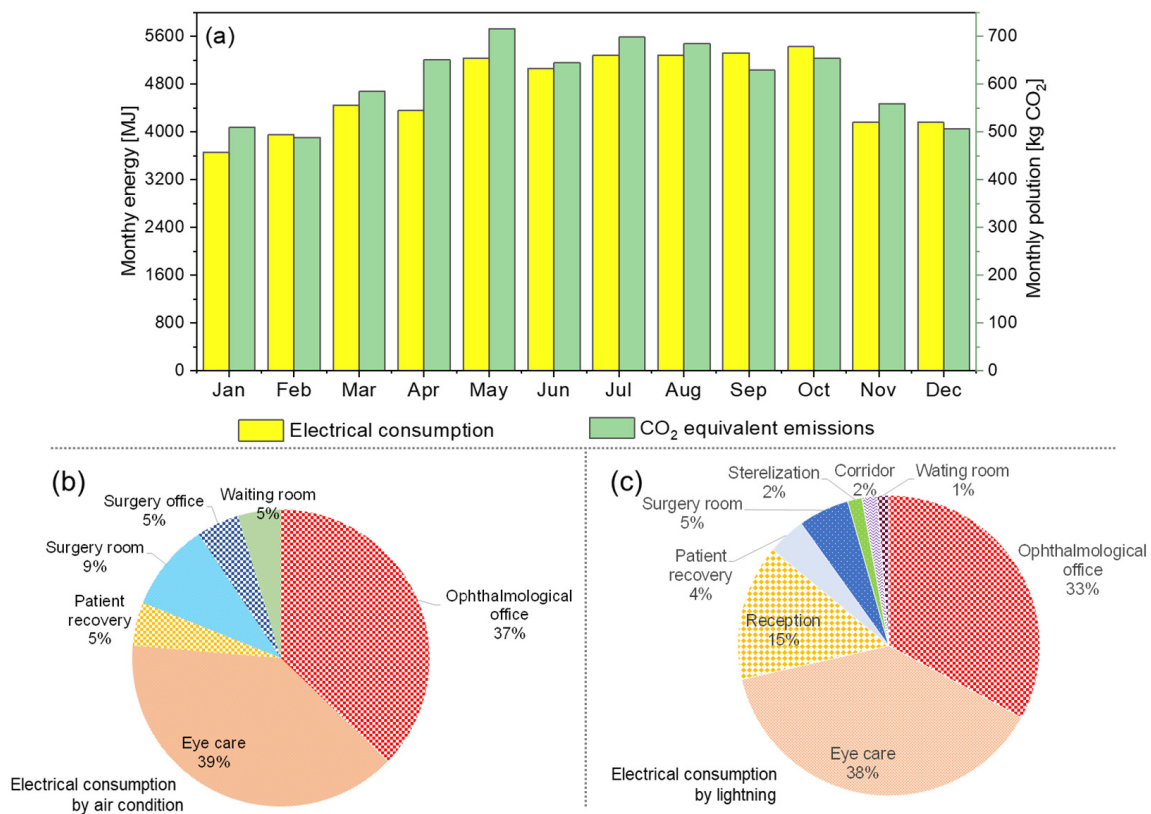 (a)
Monthy energy [MJ]
5600
4800
4000
3200
2400
1600
800
0
700
600
500
400
300
200
100
0
Monthly polution [kg CO₂]
Jan Feb Mar Apr May Jun Jul Aug Sep Oct Nov Dec
Electrical consumption
CO₂ equivalent emissions
(b)
Surgery office
5%
Waiting room
5%
Surgery room
9%
Patient
recovery
5%
Ophthalmological
office
37%
Eye care
39%
Electrical consumption
by air condition
(c)
Sterelization
2%
Corridor
2%
Wating room
1%
Surgery room
5%
Patient
recovery
4%
Reception
15%
Ophthalmological
office
33%
Eye care
38%
Electrical consumption
by lightning